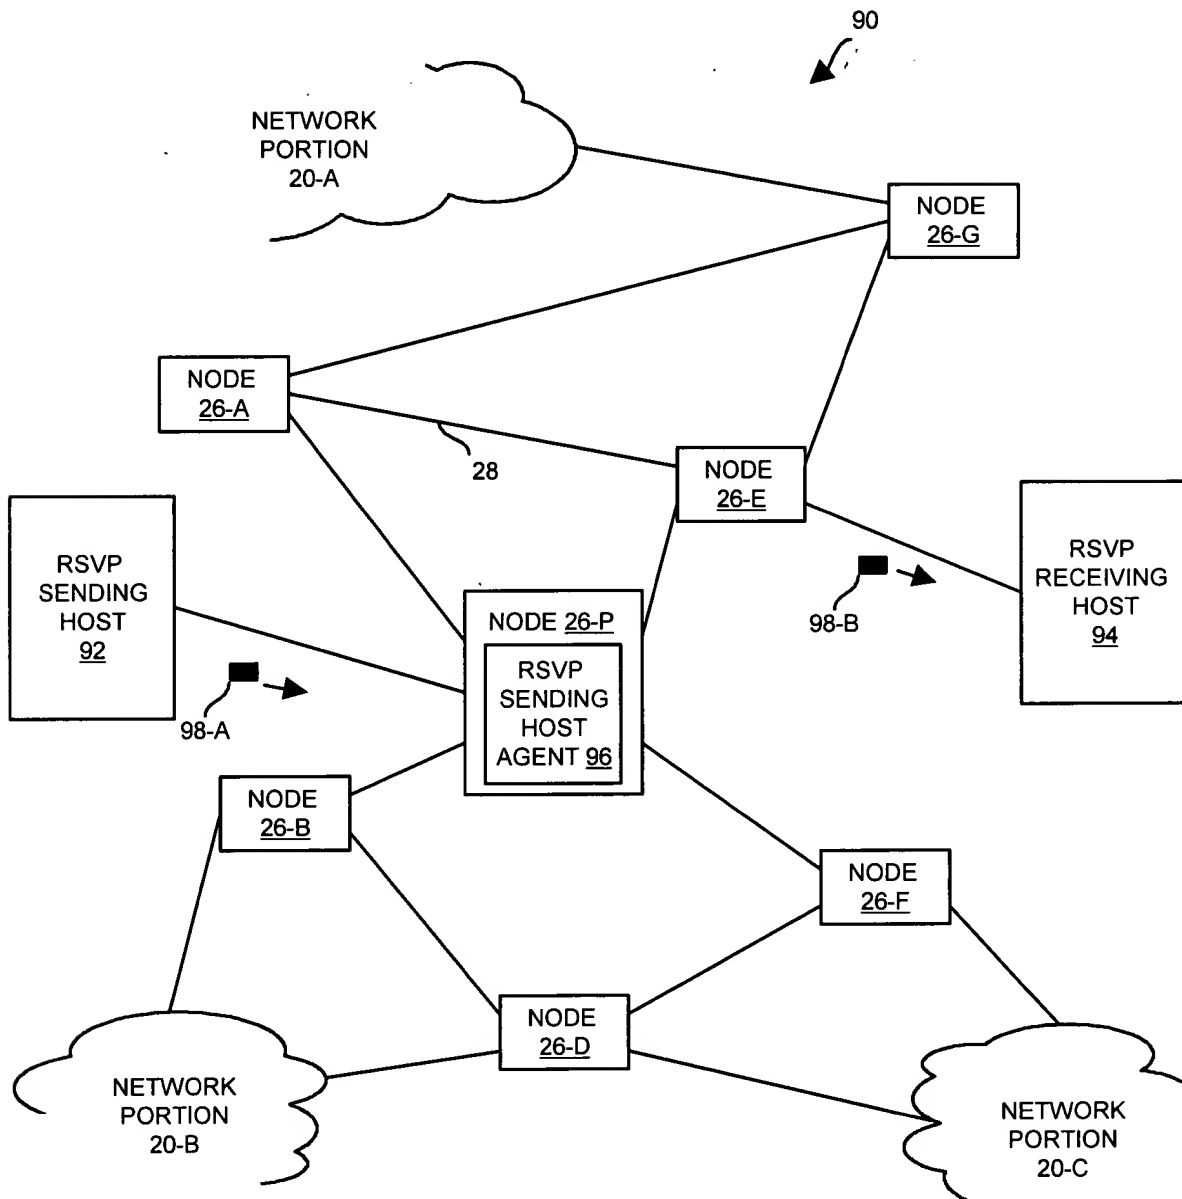 90
NETWORK
PORTION
20-A
NODE
26-G
NODE
26-A
28
NODE
26-E
RSVP
SENDING
HOST
92
RSVP
RECEIVING
HOST
94
98-B
NODE 26-P
RSVP
SENDING
HOST
AGENT 96
98-A
NODE
26-B
NODE
26-F
NODE
26-D
NETWORK
PORTION
20-B
NETWORK
PORTION
20-C